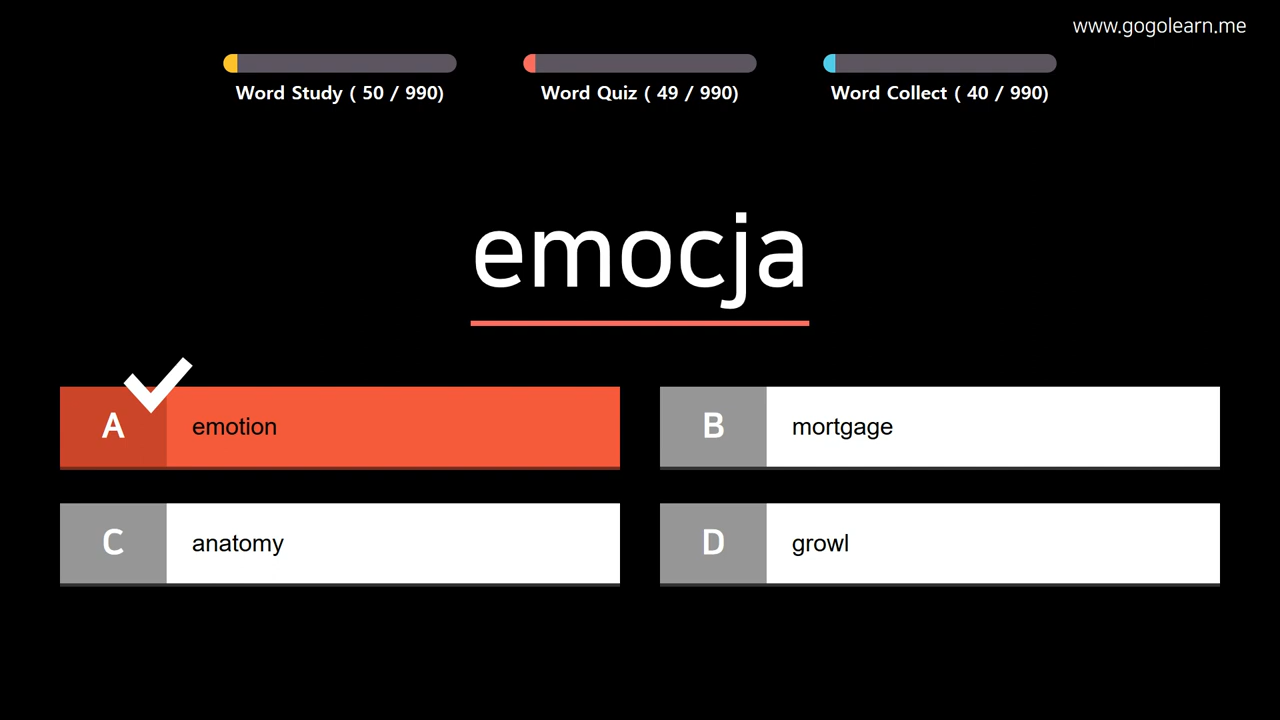 www.gogolearn.me
Word Study ( 50 / 990)
Word Quiz ( 49 / 990)
Word Collect ( 40 / 990)
emocja
A emotion
B mortgage
C anatomy
D growl